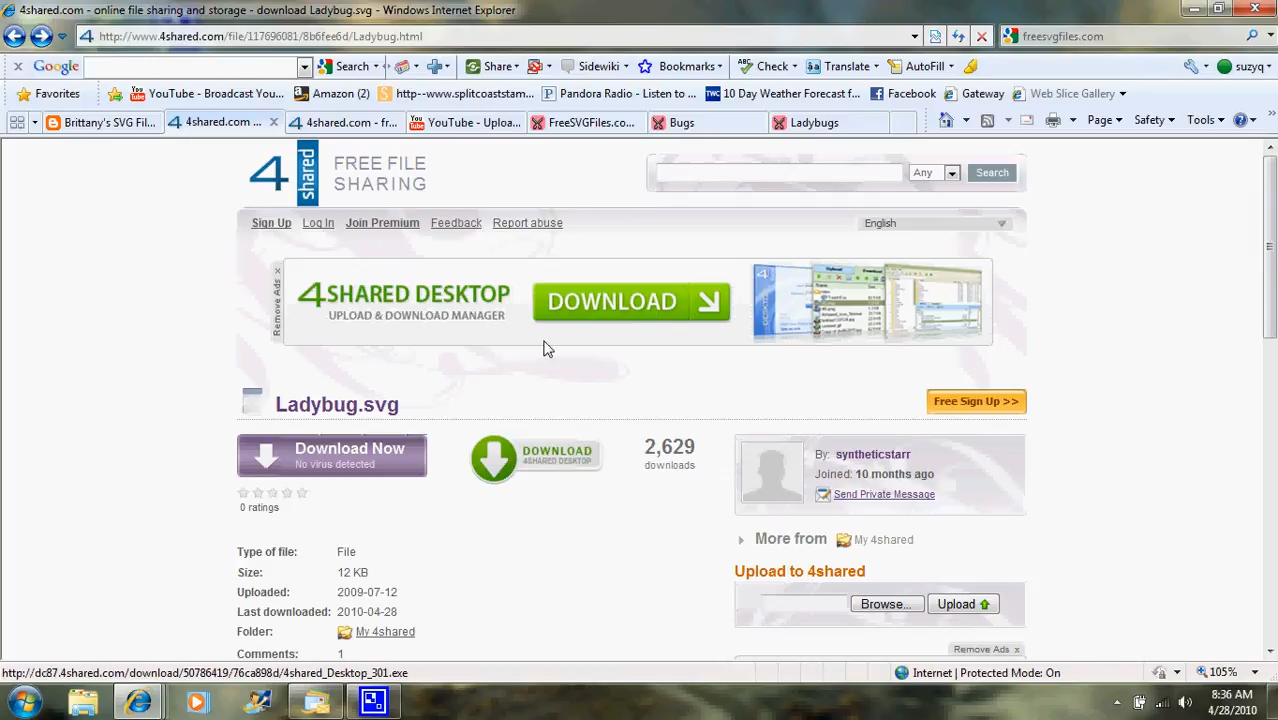 4shared.com - online file sharing and storage - download Ladybug.svg - Windows Internet Explorer
http://www.4shared.com/file/117696081/8b6fee6d/Ladybug.html
freesvgfiles.com
Google Search Share Sidewiki Bookmarks Check Translate AutoFill suzyq
Favorites YouTube - Broadcast You... Amazon (2) http--www.splitcoaststam... Pandora Radio - Listen to ... 10 Day Weather Forecast f... Facebook Gateway Web Slice Gallery
Brittany's SVG Fil... 4shared.com ... 4shared.com - fr... YouTube - Uploa... FreeSVGFiles.co... Bugs Ladybugs Page Safety Tools
4 shared FREE FILE
SHARING
Any Search
Sign Up Log In Join Premium Feedback Report abuse English
Remove Ads x
4SHARED DESKTOP
UPLOAD & DOWNLOAD MANAGER
DOWNLOAD
Ladybug.svg
Free Sign Up >>
Download Now
No virus detected
DOWNLOAD
4SHARED DESKTOP
2,629
downloads
By: syntheticstarr
Joined: 10 months ago
Send Private Message
0 ratings
More from My 4shared
Type of file: File
Size: 12 KB
Uploaded: 2009-07-12
Last downloaded: 2010-04-28
Folder: My 4shared
Comments: 1
Upload to 4shared
Browse... Upload
Remove Ads x
http://dc87.4shared.com/download/50786419/76ca898d/4shared_Desktop_301.exe
Internet | Protected Mode: On
105%
8:36 AM
4/28/2010